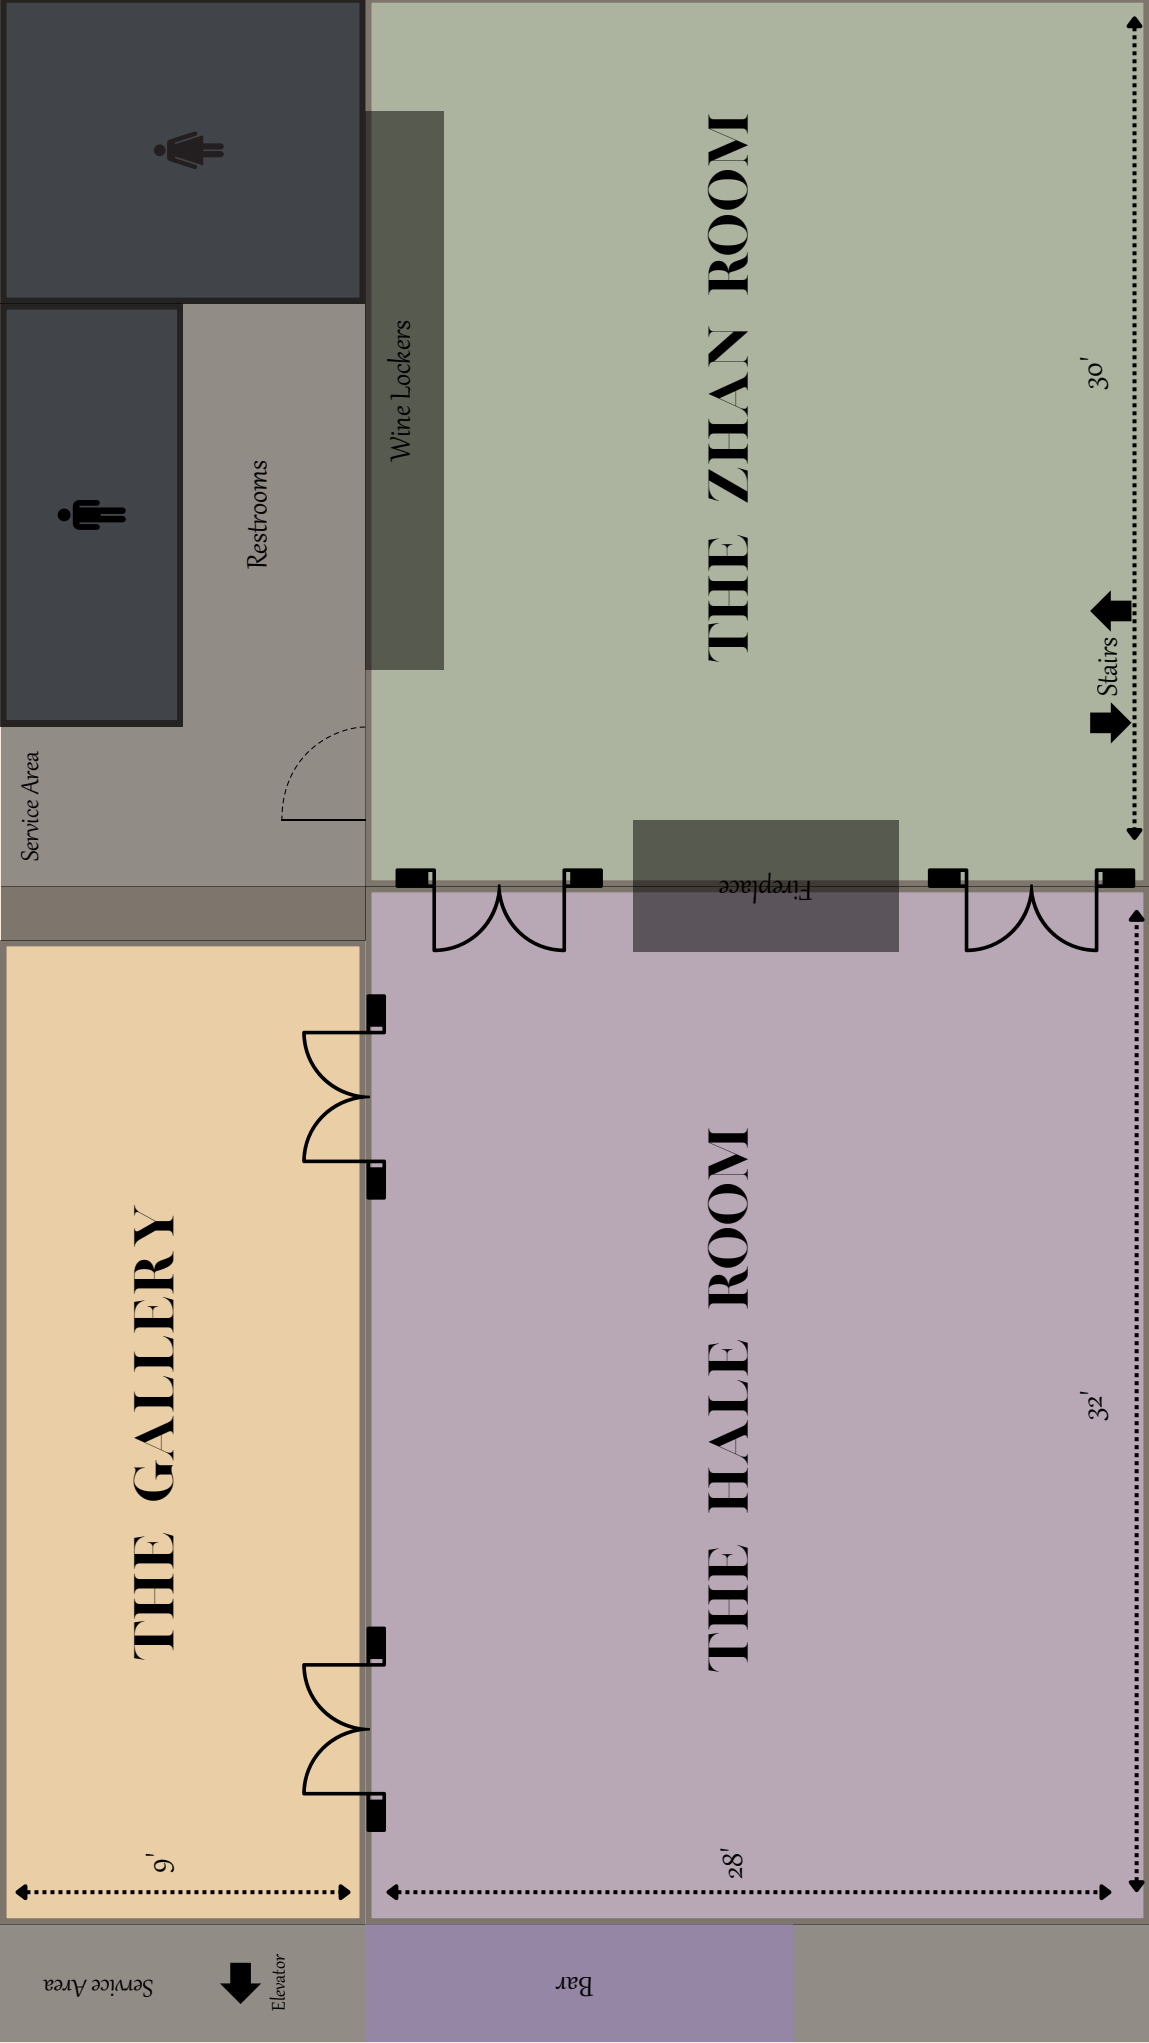 Restrooms
Service Area
Wine Lockers
THE ZHAN ROOM
30'
Stairs
Fireplace
THE GALLERY
9'
THE HALE ROOM
32'
28'
Service Area
Elevator
Bar